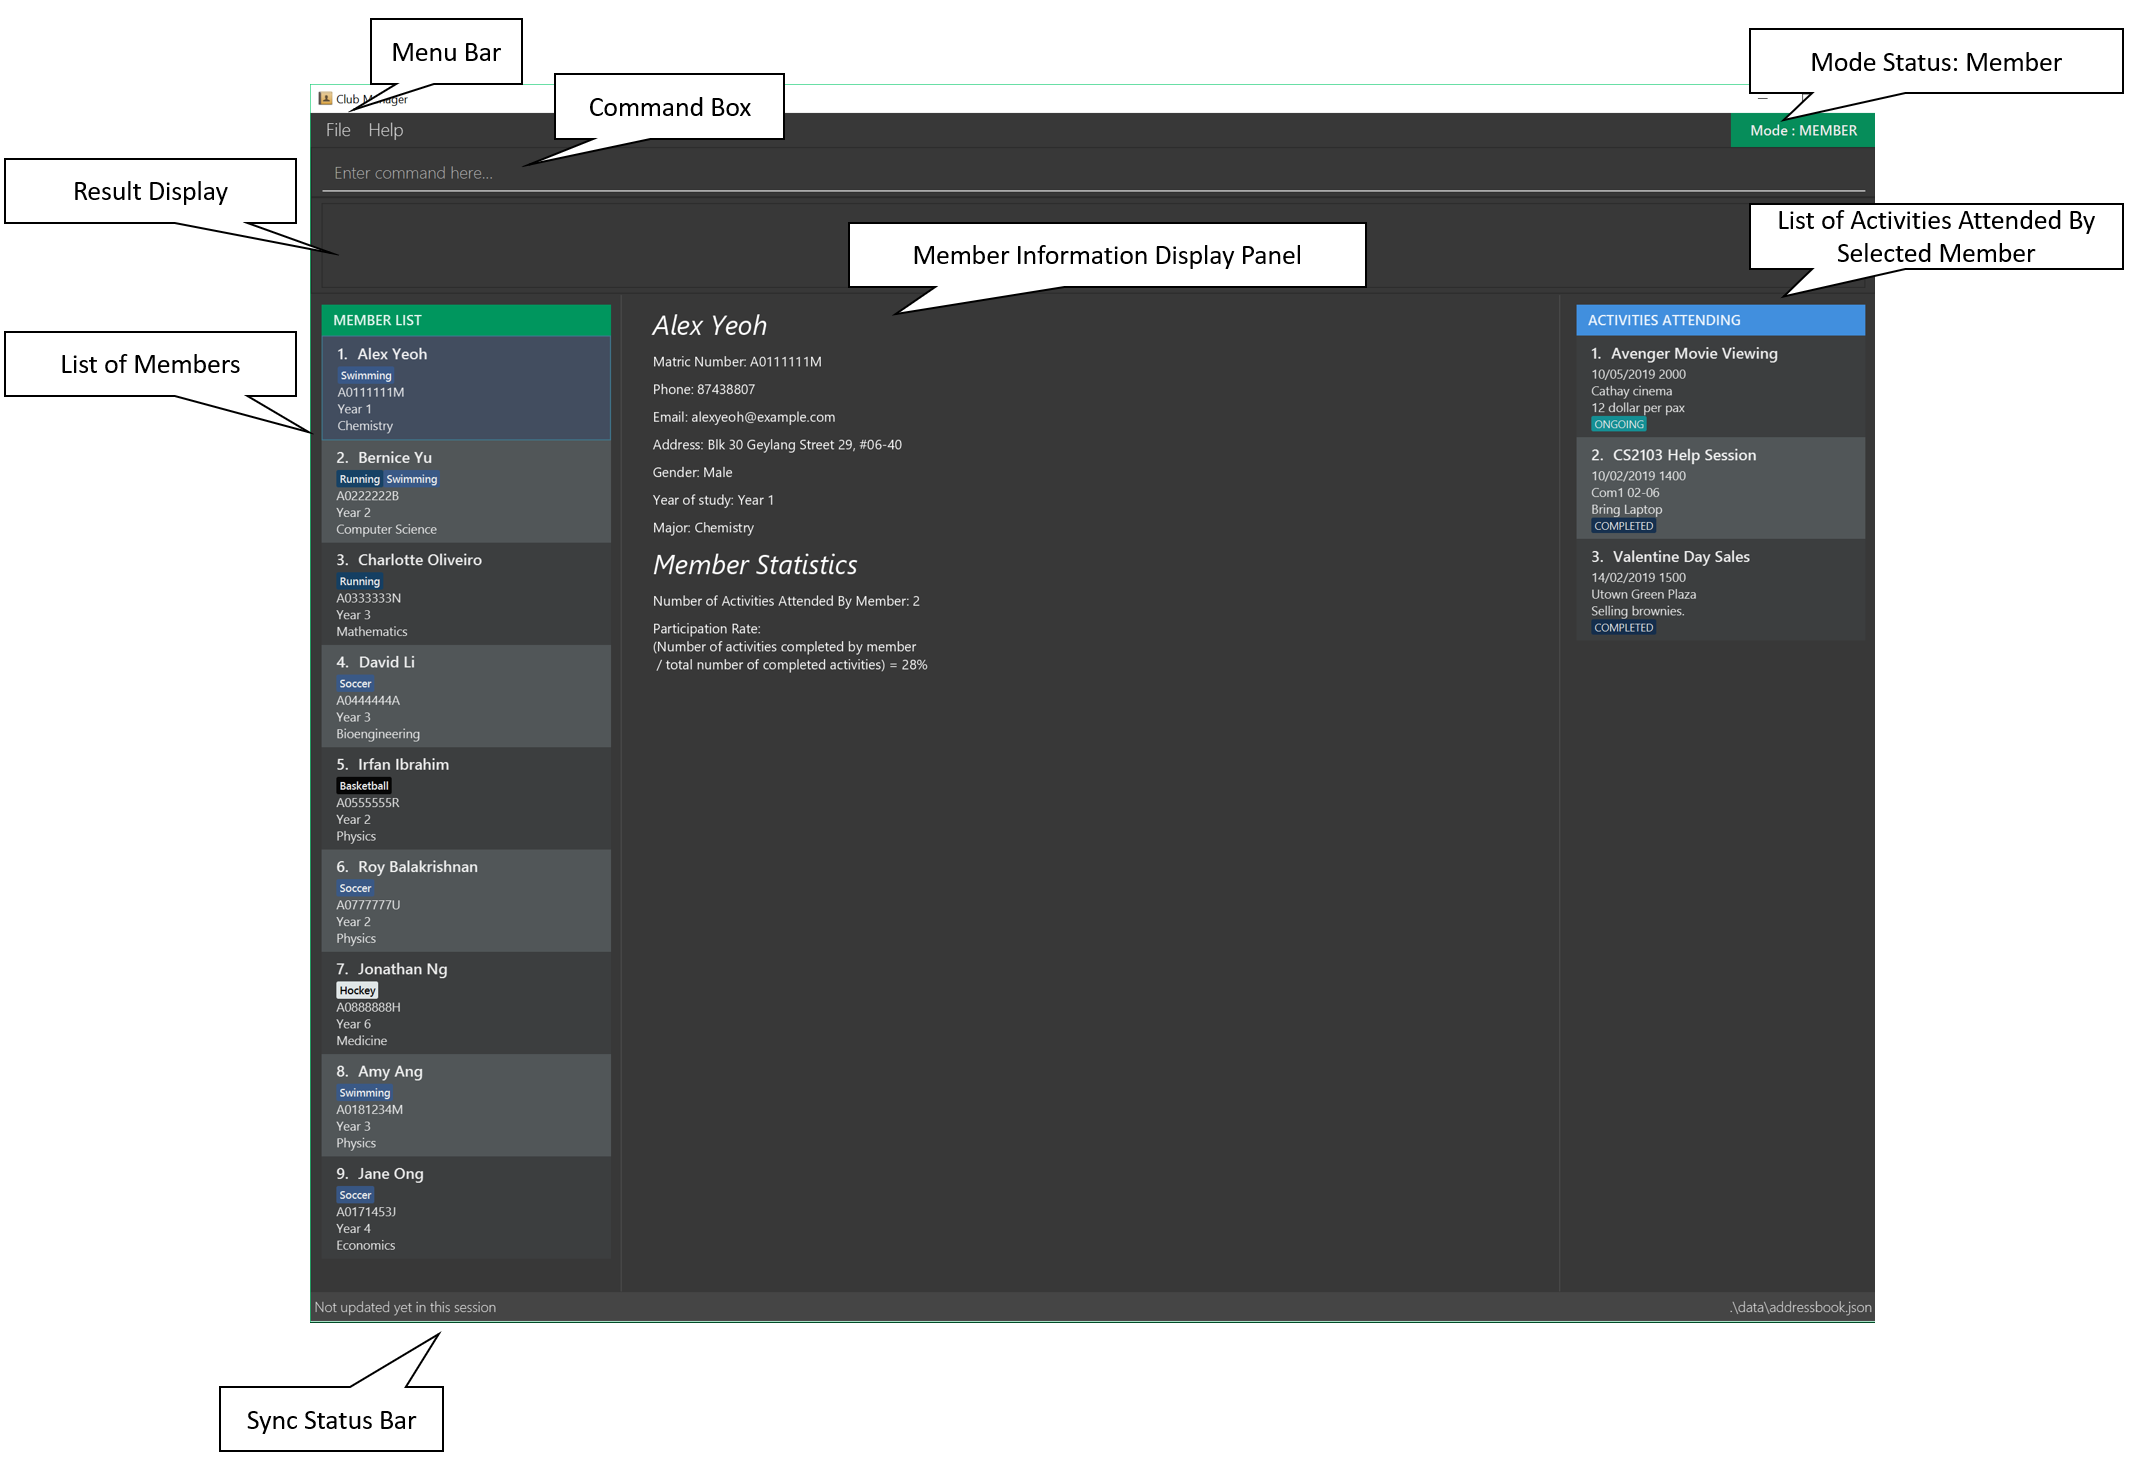 Menu Bar
Mode Status: Member
Command Box
Club
File Help
Mode : MEMBER
Enter command here...
Result Display
List of Activities Attended By
Selected Member
Member Information Display Panel
List of Members
MEMBER LIST
1. Alex Yeoh
Swimming
A0111111M
Year 1
Chemistry
2. Bernice Yu
Running Swimming
A0222222B
Year 2
Computer Science
3. Charlotte Oliveiro
Running
A0333333N
Year 3
Mathematics
4. David Li
Soccer
A0444444A
Year 3
Bioengineering
5. Irfan Ibrahim
Basketball
A0555555R
Year 2
Physics
6. Roy Balakrishnan
Soccer
A0777777U
Year 2
Physics
7. Jonathan Ng
Hockey
A0888888H
Year 6
Medicine
8. Amy Ang
Swimming
A0181234M
Year 3
Physics
9. Jane Ong
Soccer
A0171453J
Year 4
Economics
Alex Yeoh
Matric Number: A0111111M
Phone: 87438807
Email: alexyeoh@example.com
Address: Blk 30 Geylang Street 29, #06-40
Gender: Male
Year of study: Year 1
Major: Chemistry
Member Statistics
Number of Activities Attended By Member: 2
Participation Rate:
(Number of activities completed by member
/ total number of completed activities) = 28%
ACTIVITIES ATTENDING
1. Avenger Movie Viewing
10/05/2019 2000
Cathay cinema
12 dollar per pax
ONGOING
2. CS2103 Help Session
10/02/2019 1400
Com1 02-06
Bring Laptop
COMPLETED
3. Valentine Day Sales
14/02/2019 1500
Utown Green Plaza
Selling brownies.
COMPLETED
Not updated yet in this session
.\data\addressbook.json
Sync Status Bar